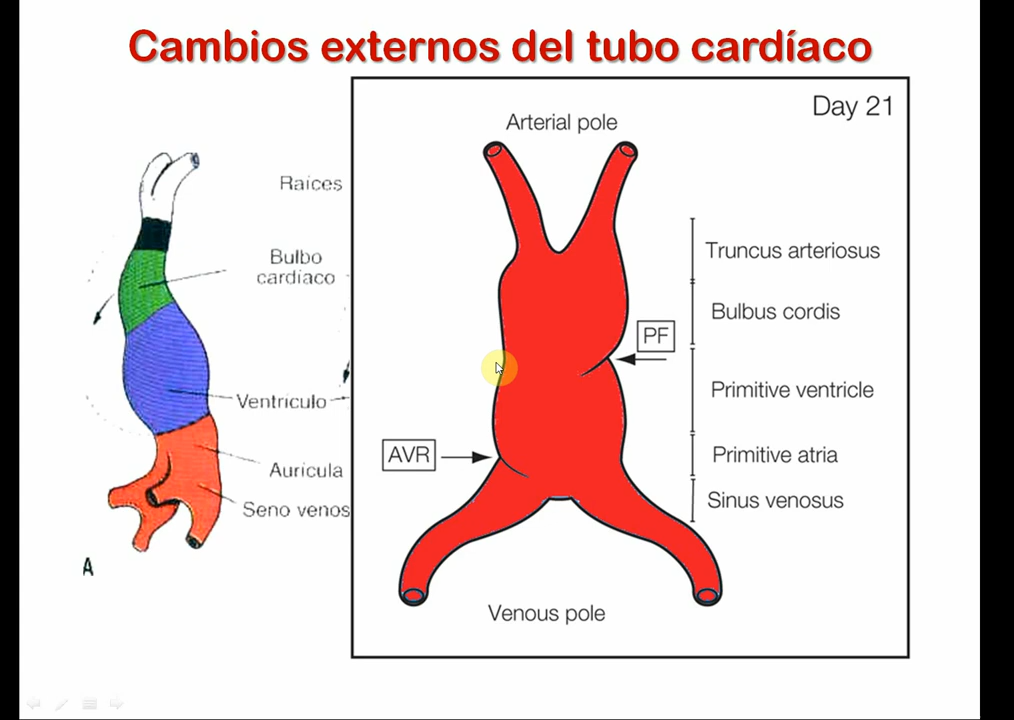 Cambios externos del tubo cardíaco
Raíces
Bulbo
cardíaco
Ventrículo
Aurícula
Seno venos
A
Day 21
Arterial pole
Truncus arteriosus
Bulbus cordis
PF
Primitive ventricle
AVR
Primitive atria
Sinus venosus
Venous pole